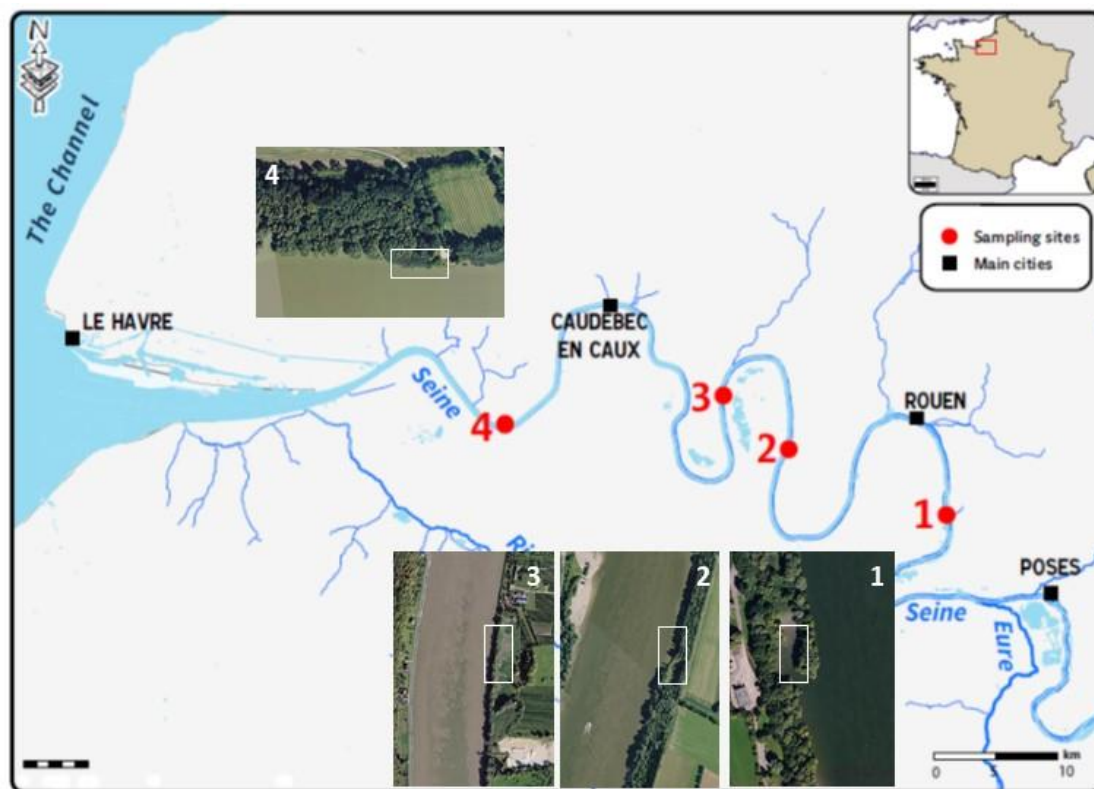 N
The Channel
4
LE HAVRE
CAUDEBEC
EN CAUX
Seine
4
3
2
ROUEN
1
POSES
Seine
Eure
3
2
1
Sampling sites
Main cities
km
0
5
10